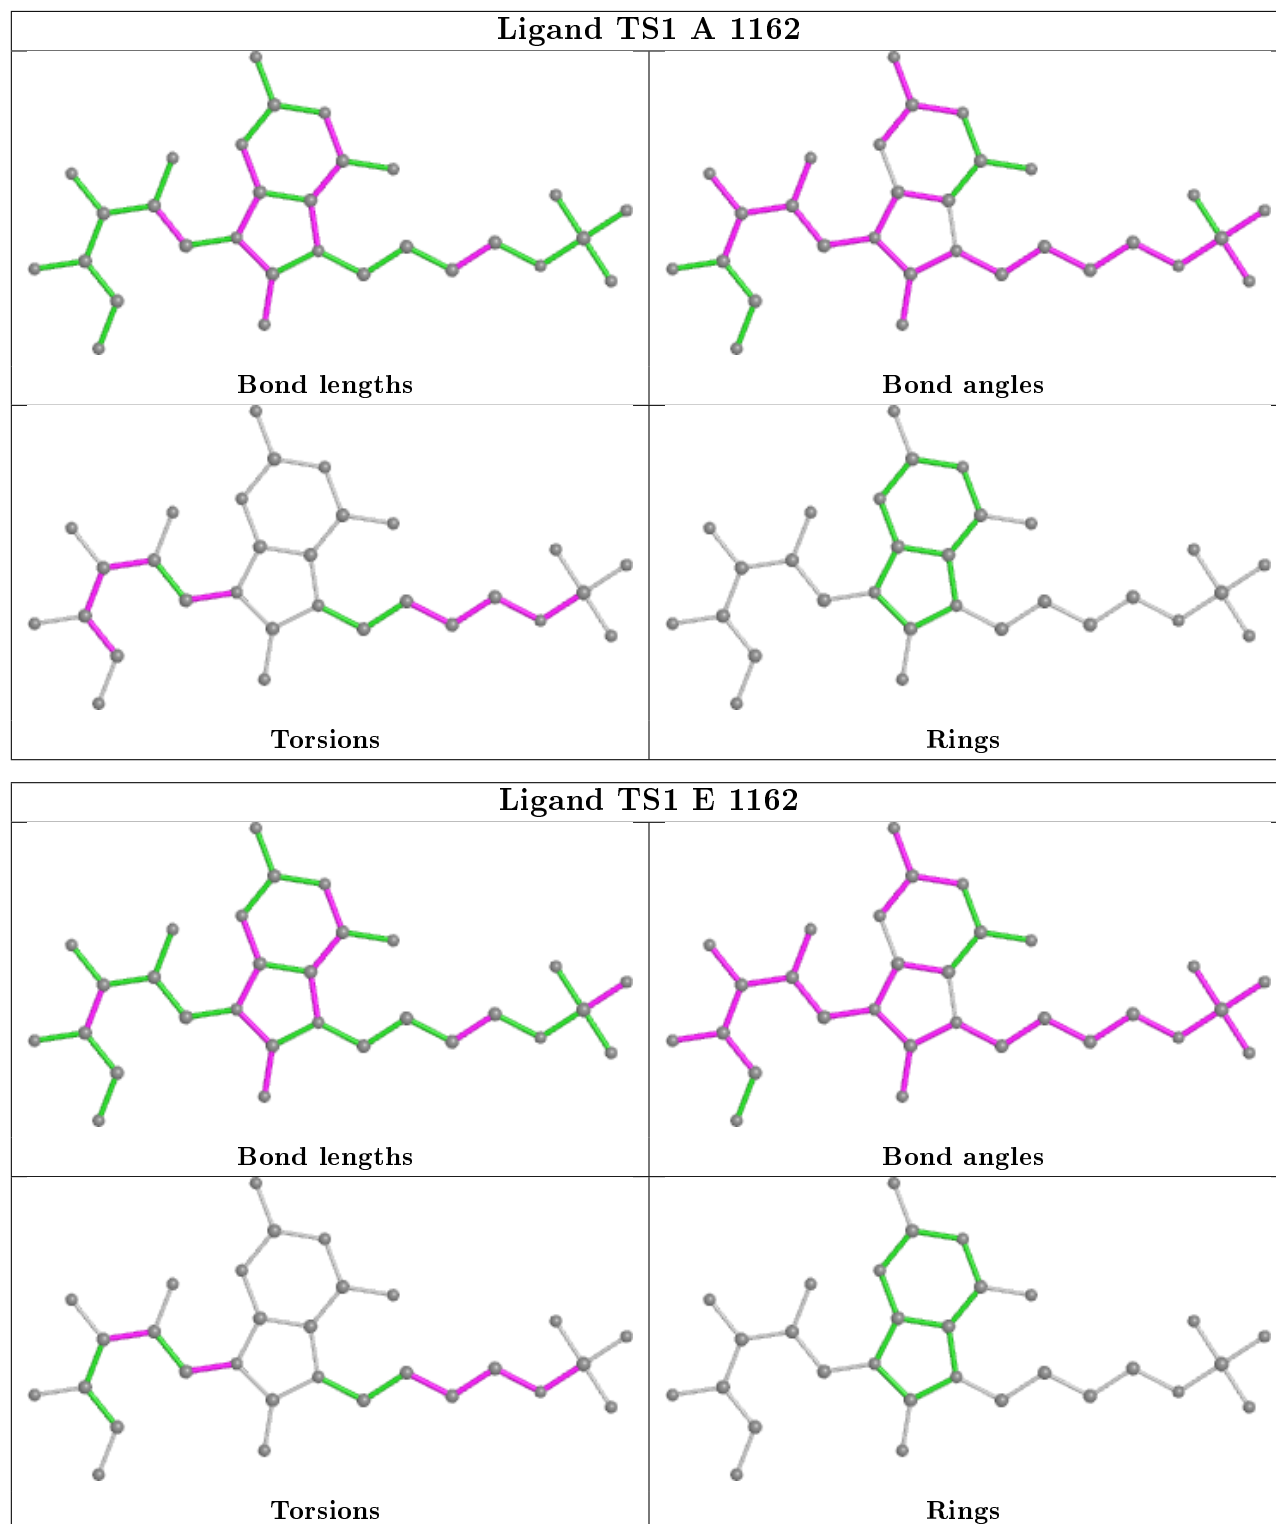 Ligand TS1 A 1162
Bond lengths
Bond angles
Torsions
Rings
Ligand TS1 E 1162
Bond lengths
Bond angles
Torsions
Rings